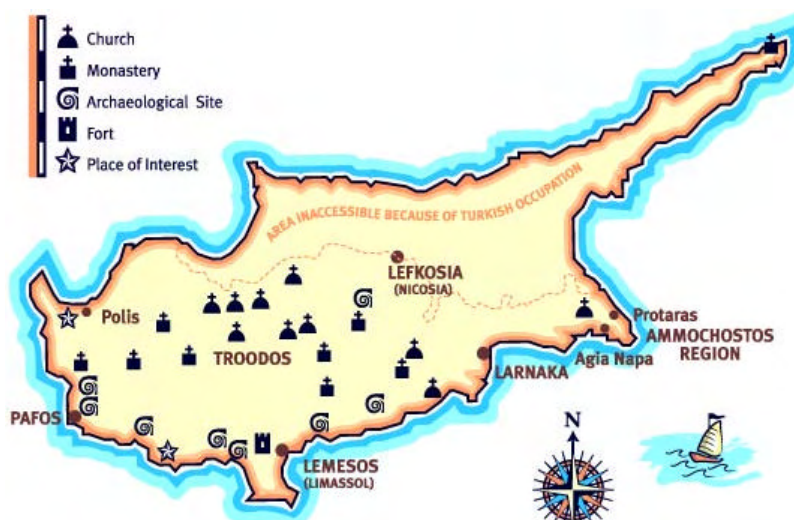 Church
Monastery
Archaeological Site
Fort
Place of Interest
AREA INACCESSIBLE BECAUSE OF TURKISH OCCUPATION
LEFKOSIA
(NICOSIA)
Polis
Protaras
AMMOCHOSTOS
REGION
Agia Napa
TROODOS
LARNAKA
PAFOS
LEMESOS
(LIMASSOL)
N